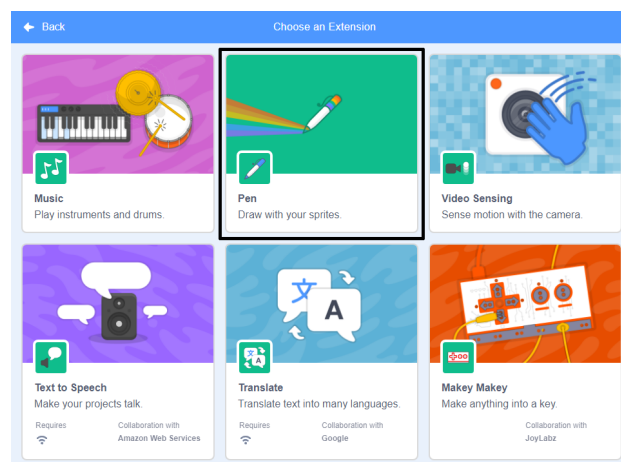 Back
Choose an Extension
Music
Play instruments and drums.
Pen
Draw with your sprites.
Video Sensing
Sense motion with the camera.
Text to Speech
Make your projects talk.
Requires
Collaboration with
Amazon Web Services
文
A
Translate
Translate text into many languages.
Requires
Collaboration with
Google
Makey Makey
Make anything into a key.
Collaboration with
JoyLabz